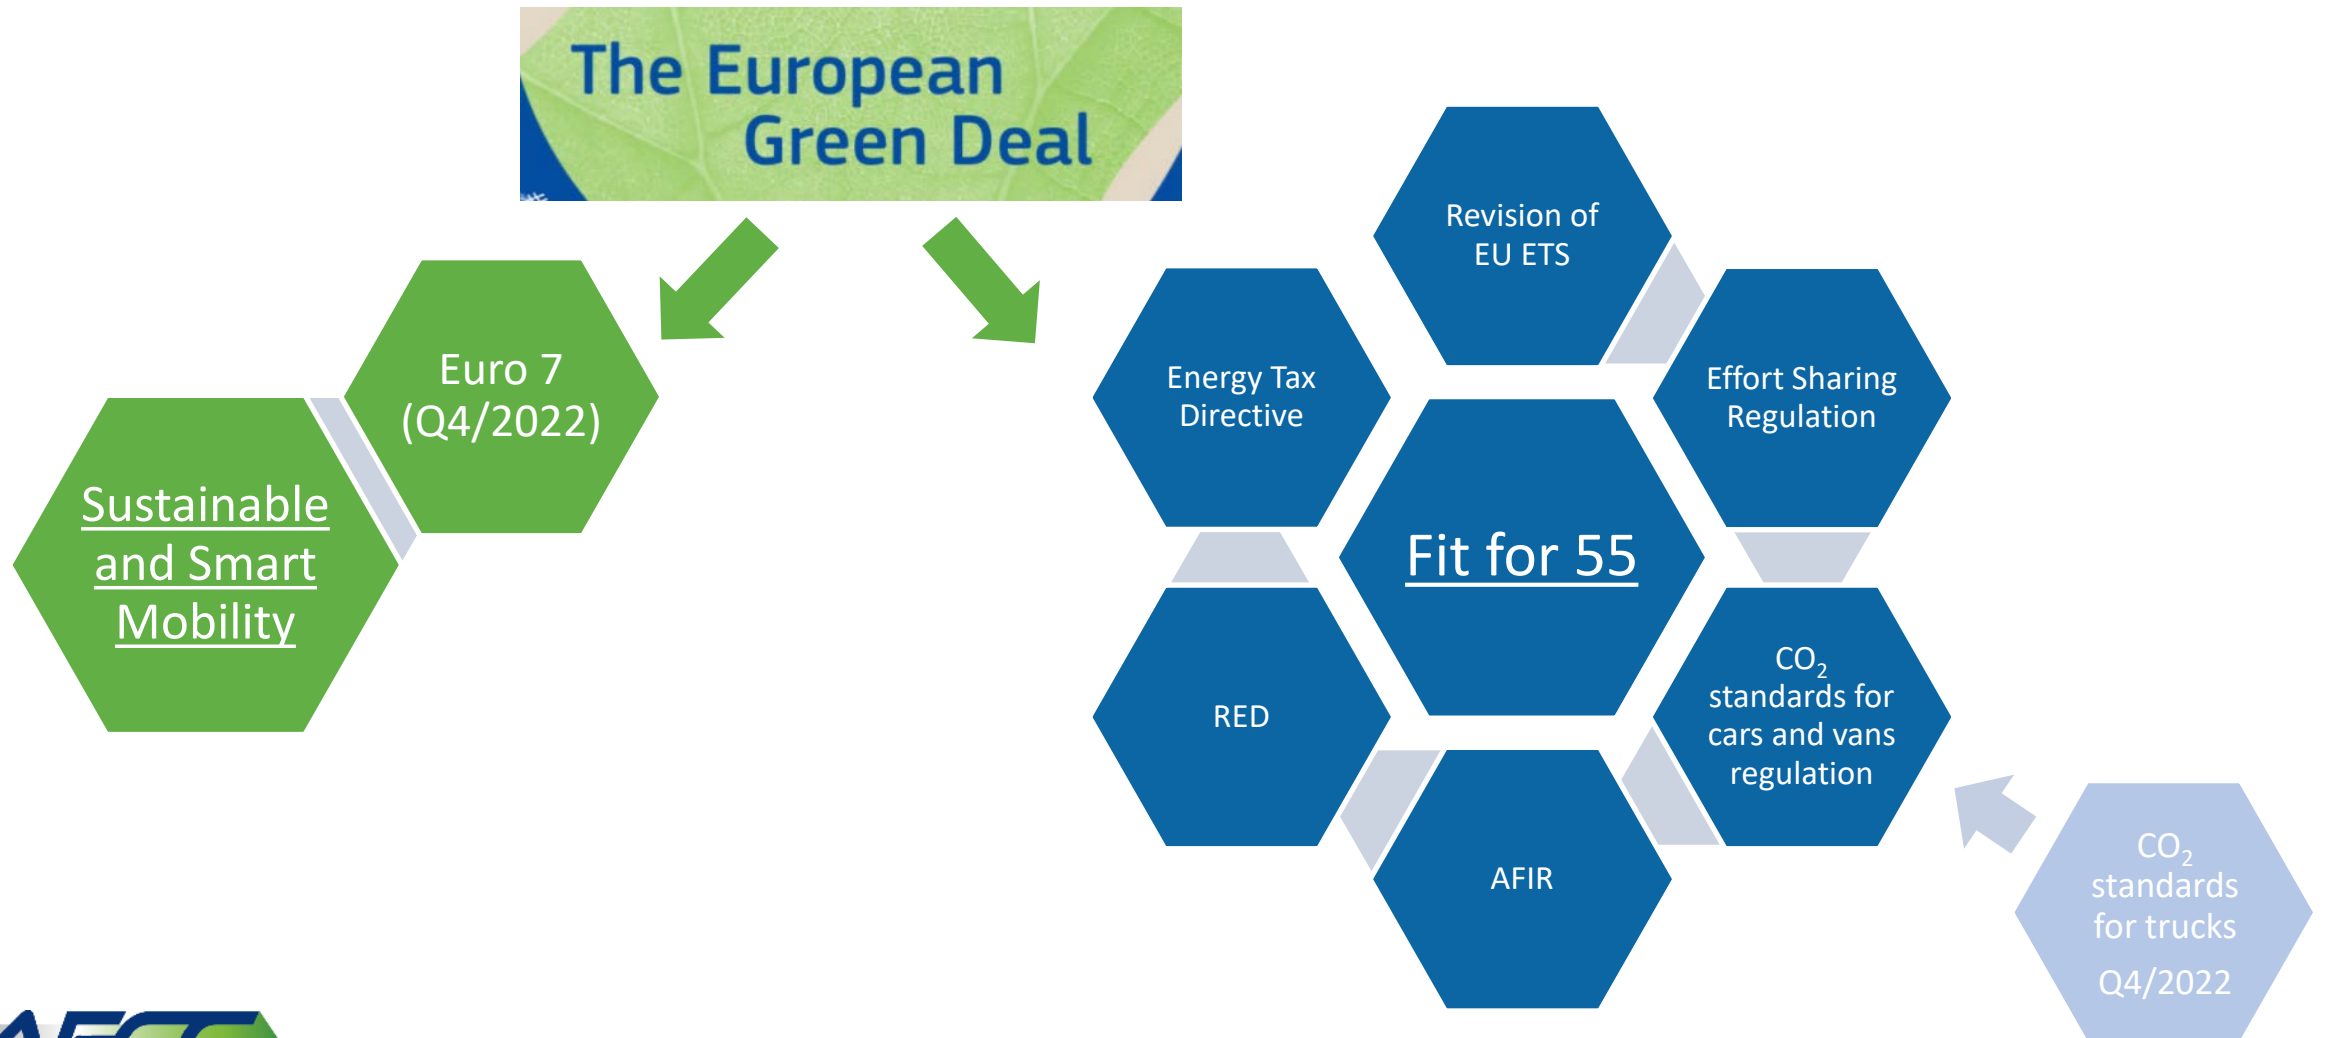 The European
Green Deal
Euro 7
(Q4/2022)
Sustainable
and Smart
Mobility
Revision of
EU ETS
Energy Tax
Directive
Effort Sharing
Regulation
Fit for 55
RED
CO₂
standards for
cars and vans
regulation
AFIR
CO₂
standards
for trucks
Q4/2022